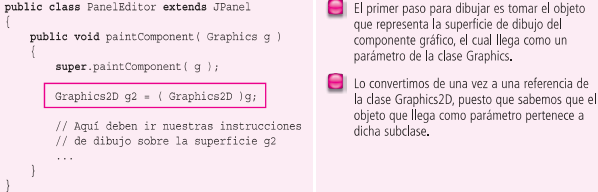 public class PanelEditor extends JPanel
{
public void paintComponent( Graphics g )
{
super.paintComponent( g );
Graphics2D g2 = ( Graphics2D )g;
// Aquí deben ir nuestras instrucciones
// de dibujo sobre la superficie g2
...
}
}
El primer paso para dibujar es tomar el objeto
que representa la superficie de dibujo del
componente gráfico, el cual llega como un
parámetro de la clase Graphics.
Lo convertimos de una vez a una referencia de
la clase Graphics2D, puesto que sabemos que el
objeto que llega como parámetro pertenece a
dicha subclase.